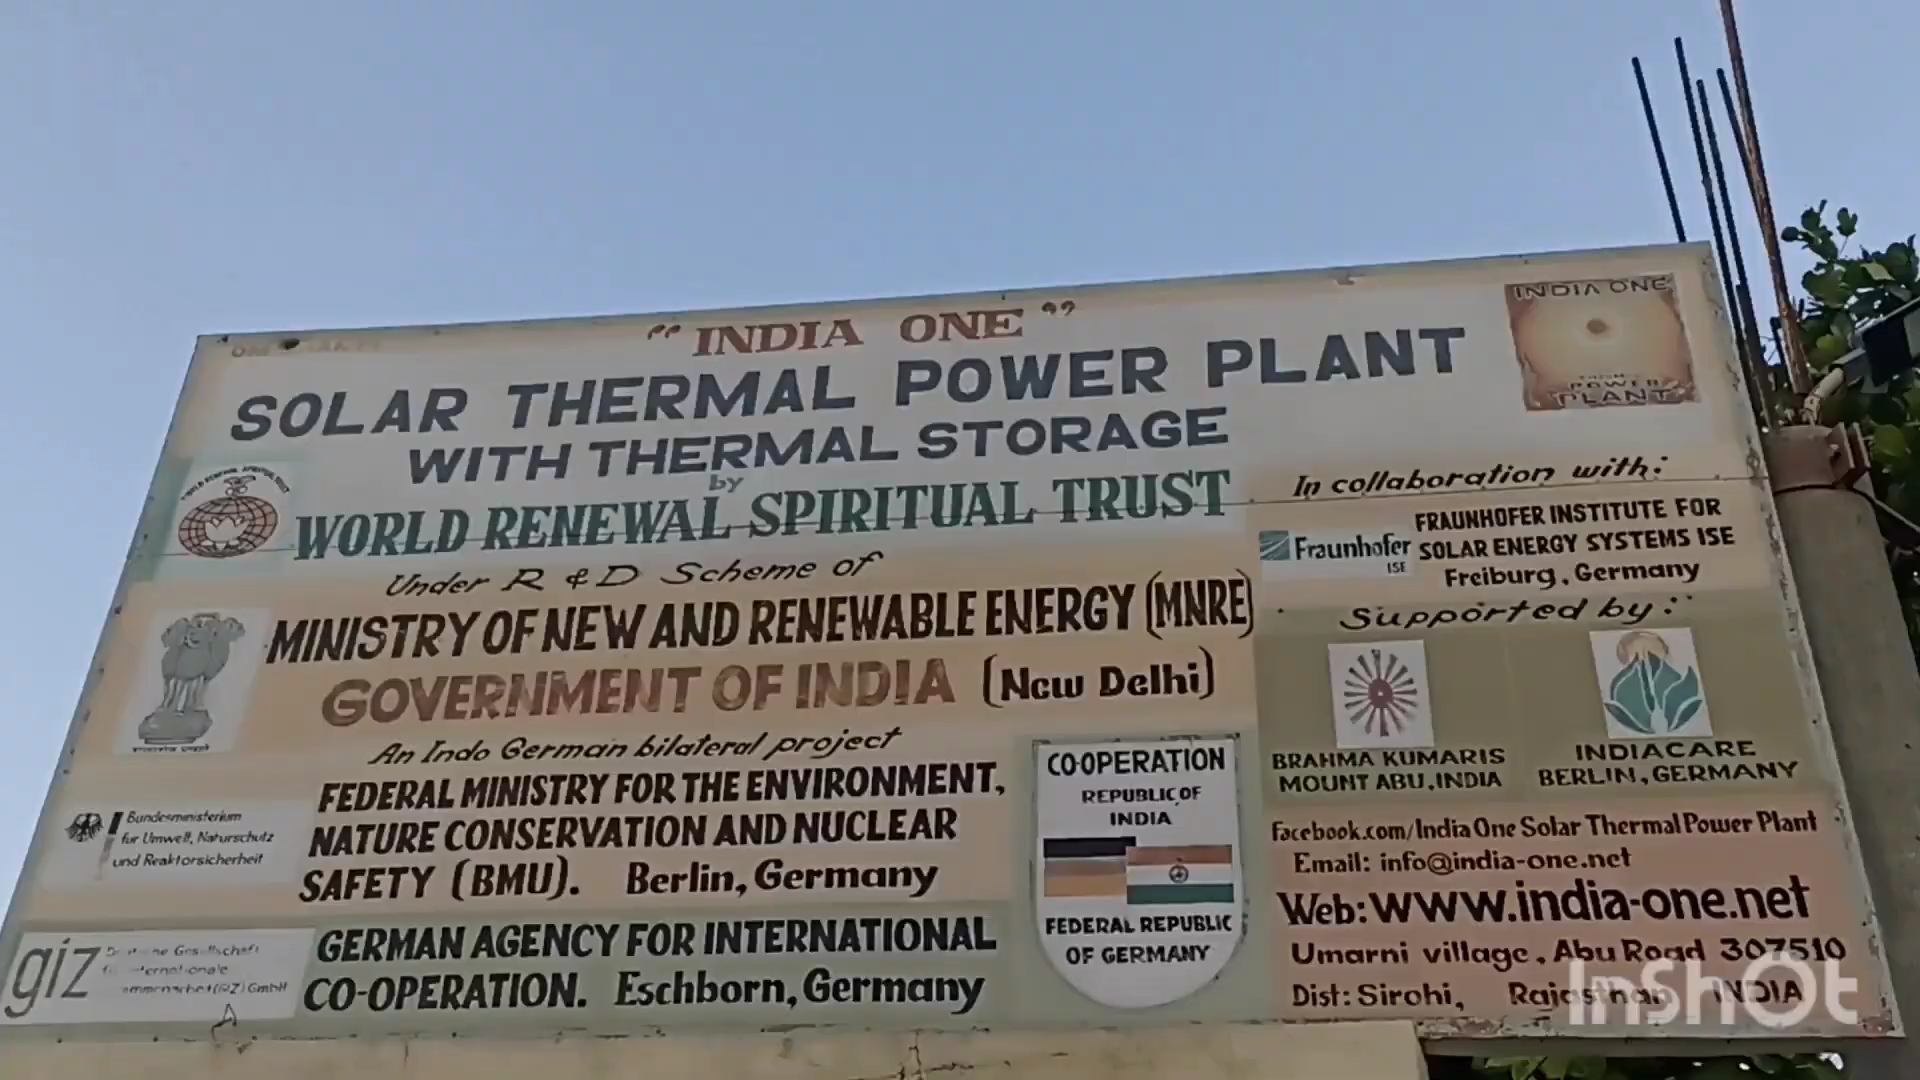 " INDIA ONE "
SOLAR THERMAL POWER PLANT
WITH THERMAL STORAGE
by
WORLD RENEWAL SPIRITUAL TRUST
Under R & D Scheme of
MINISTRY OF NEW AND RENEWABLE ENERGY (MNRE)
GOVERNMENT OF INDIA (New Delhi)
An Indo German bilateral project
Bundesministerium
für Umwelt, Naturschutz
und Reaktorsicherheit
FEDERAL MINISTRY FOR THE ENVIRONMENT,
NATURE CONSERVATION AND NUCLEAR
SAFETY (BMU). Berlin, Germany
giz
Gesellschaft
GmbH
GERMAN AGENCY FOR INTERNATIONAL
CO-OPERATION. Eschborn, Germany
CO-OPERATION
REPUBLIC OF
INDIA
FEDERAL REPUBLIC
OF GERMANY
INDIA ONE
POWER
PLANT
In collaboration with:
Fraunhofer
ISE
FRAUNHOFER INSTITUTE FOR
SOLAR ENERGY SYSTEMS ISE
Freiburg, Germany
Supported by:
BRAHMA KUMARIS
MOUNT ABU, INDIA
INDIACARE
BERLIN, GERMANY
Facebook.com/India One Solar Thermal Power Plant
Email: info@india-one.net
Web: www.india-one.net
Umarni village, Abu Road 307510
Dist: Sirohi, Rajasthan INDIA
InShOt